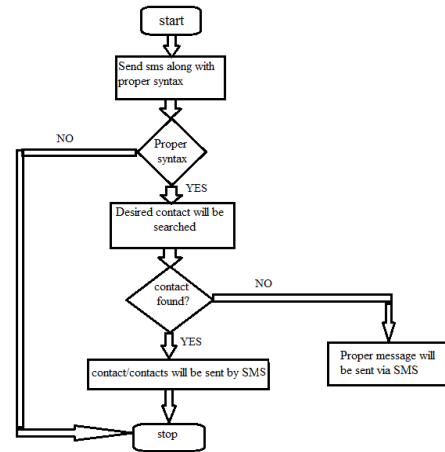 start
Send sms along with
proper syntax
NO
Proper
syntax
YES
Desired contact will be
searched
contact
found?
NO
YES
Proper message will
be sent via SMS
contact/contacts will be sent by SMS
stop